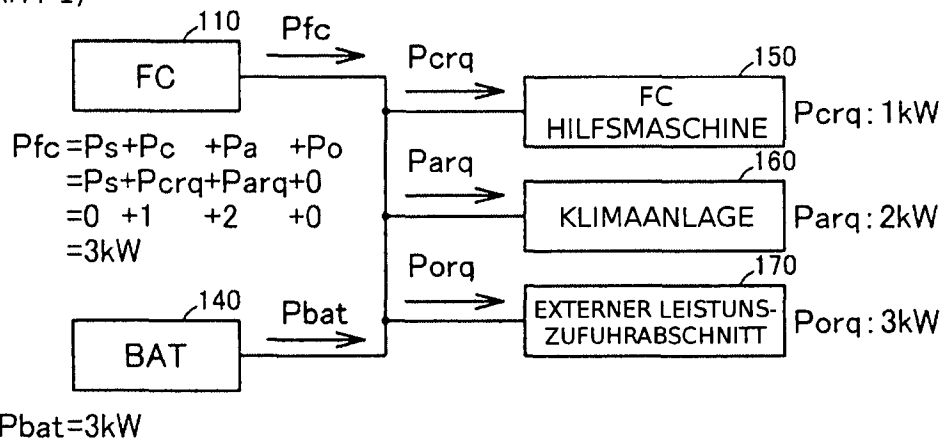 110
Pfc
FC
Pcrq
150
FC
HILFSMASCHINE
Pcrq: 1kW
Pfc=Ps+Pc +Pa +Po
=Ps+Pcrq+Parq+0
=0 +1 +2 +0
=3kW
Parq
160
KLIMAANLAGE
Parq: 2kW
140
Pbat
BAT
Porq
170
EXTERNER LEISTUNS-
ZUFUHRABSCHNITT
Porq: 3kW
Pbat=3kW